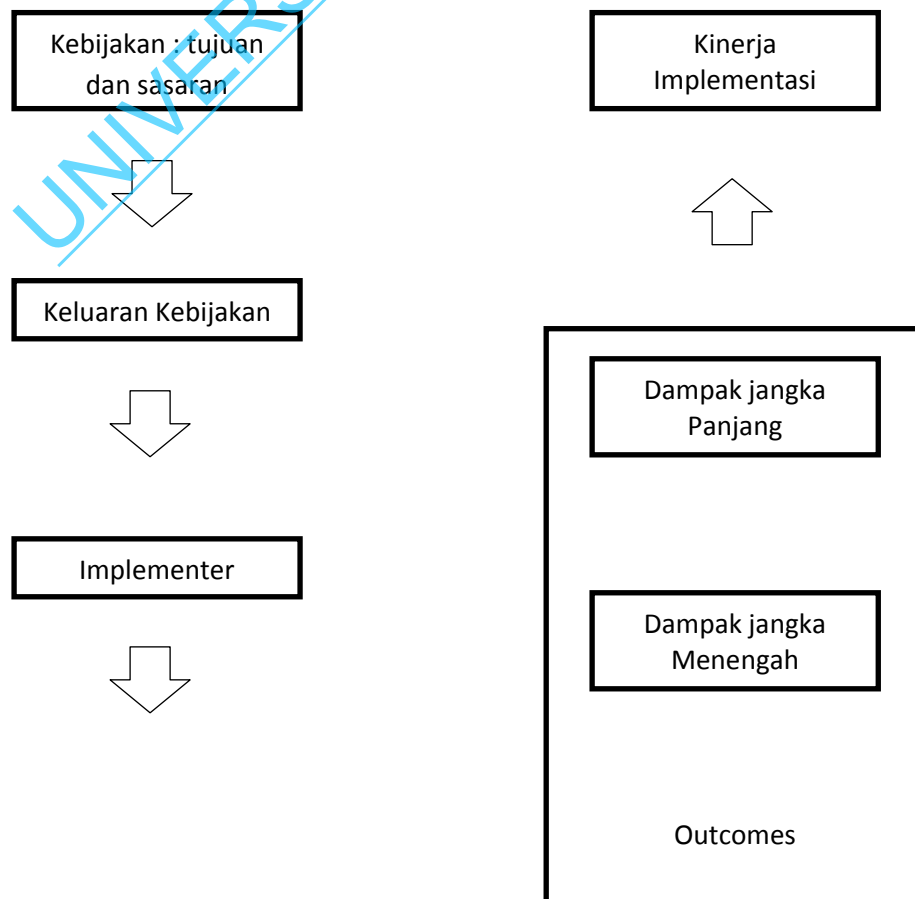 Kebijakan : tujuan
dan sasaran
Keluaran Kebijakan
Implementer
Kinerja
Implementasi
Dampak jangka
Panjang
Dampak jangka
Menengah
Outcomes